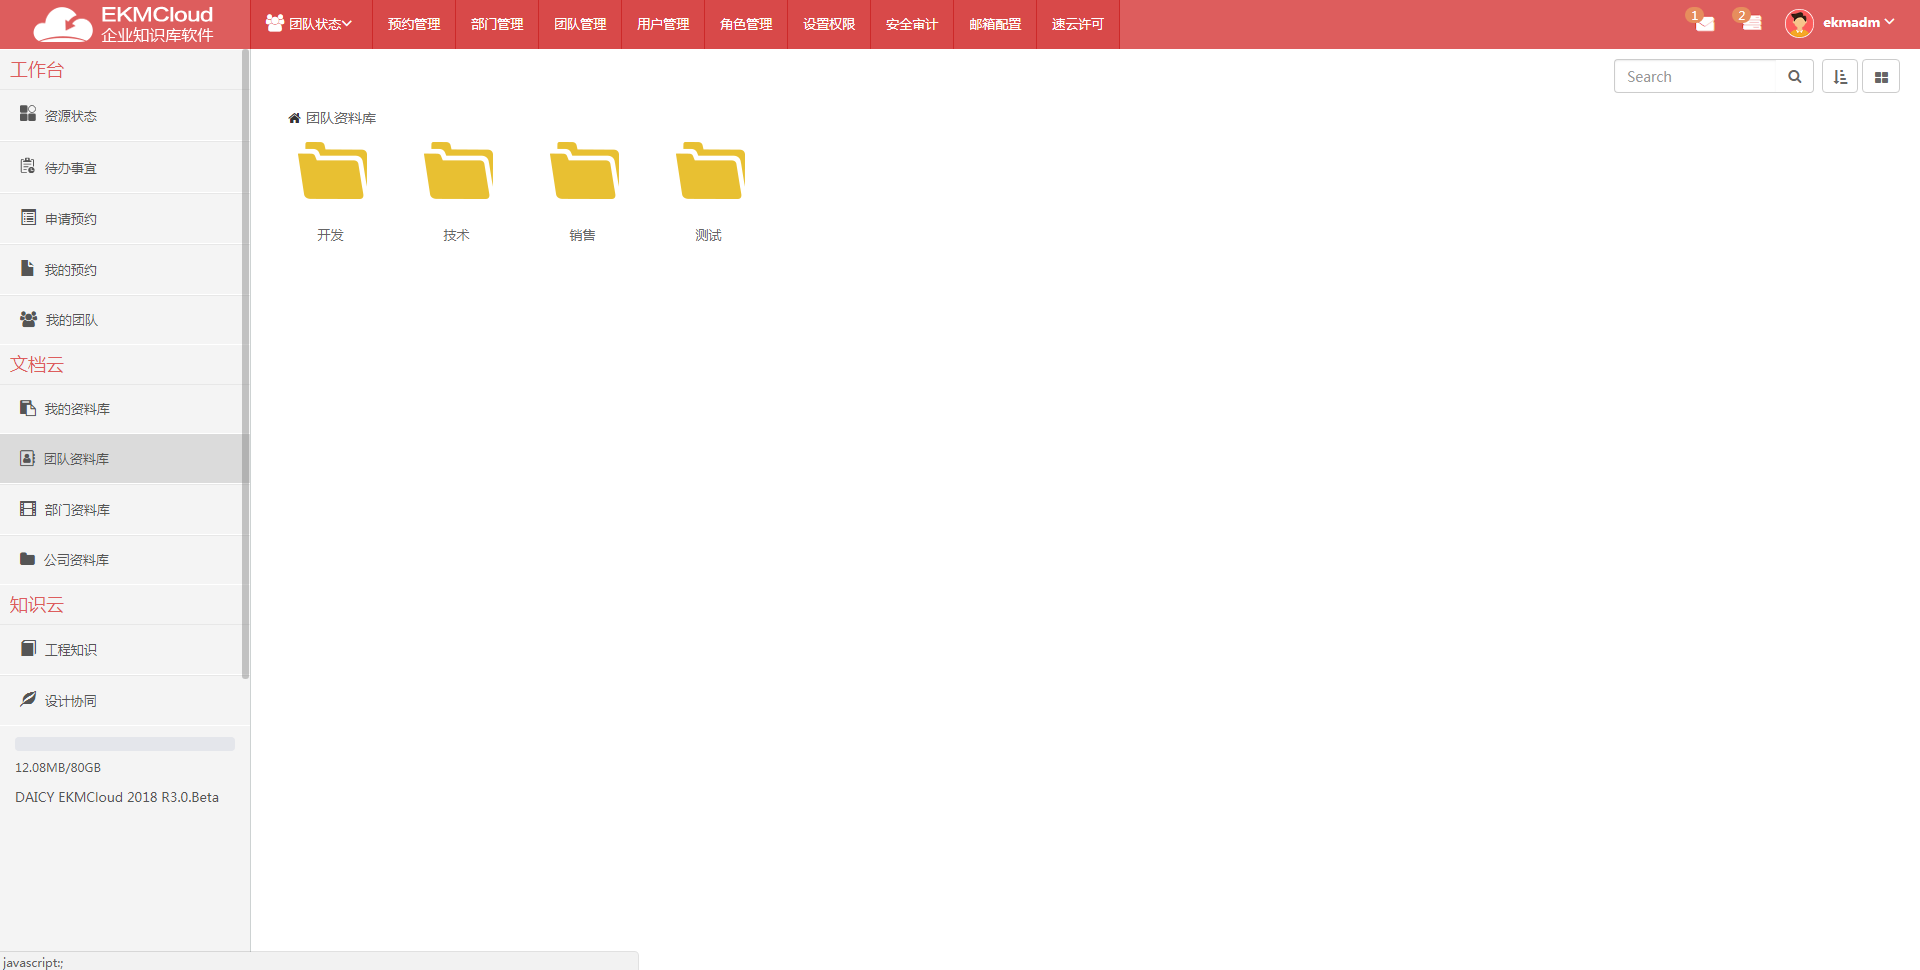 EKMCloud
企业知识库软件
团队状态
预约管理
部门管理
团队管理
用户管理
角色管理
设置权限
安全审计
邮箱配置
速云许可
1
2
ekmadm
工作台
资源状态
待办事宜
申请预约
我的预约
我的团队
文档云
我的资料库
团队资料库
部门资料库
公司资料库
知识云
工程知识
设计协同
12.08MB/80GB
DAICY EKMCloud 2018 R3.0.Beta
Search
团队资料库
开发
技术
销售
测试
javascript:;